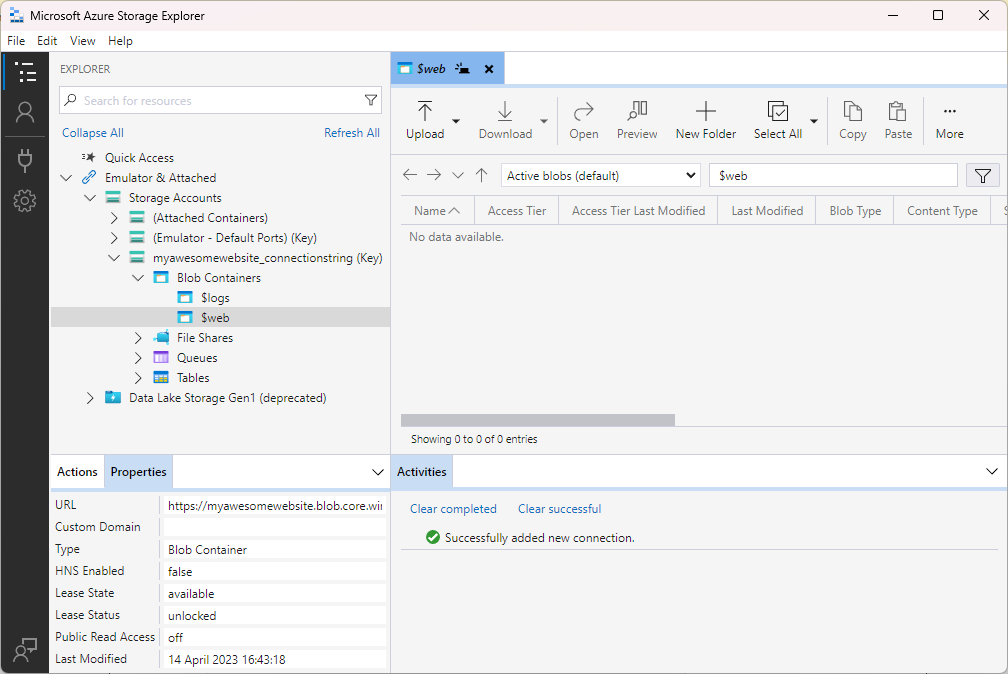 Microsoft Azure Storage Explorer
File Edit View Help
EXPLORER
Search for resources
Collapse All Refresh All
Quick Access
Emulator & Attached
Storage Accounts
(Attached Containers)
(Emulator - Default Ports) (Key)
myawesomewebsite_connectionstring (Key)
Blob Containers
$logs
$web
File Shares
Queues
Tables
Data Lake Storage Gen1 (deprecated)
Actions Properties
URL https://myawesomewebsite.blob.core.wi
Custom Domain
Type Blob Container
HNS Enabled false
Lease State available
Lease Status unlocked
Public Read Access off
Last Modified 14 April 2023 16:43:18
$web
Upload Download Open Preview New Folder Select All Copy Paste More
Active blobs (default) $web
Name Access Tier Access Tier Last Modified Last Modified Blob Type Content Type S
No data available.
Showing 0 to 0 of 0 entries
Activities
Clear completed Clear successful
Successfully added new connection.